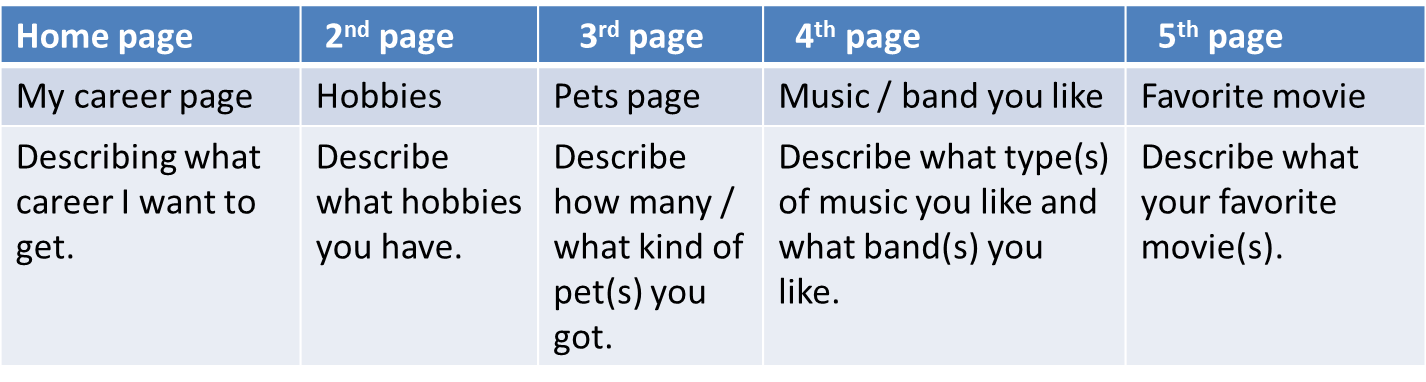 Home page
2nd page
3rd page
4th page
5th page
My career page
Hobbies
Pets page
Music / band you like
Favorite movie
Describing what
career I want to
get.
Describe
what hobbies
you have.
Describe
how many /
what kind of
pet(s) you
got.
Describe what type(s)
of music you like and
what band(s) you
like.
Describe what
your favorite
movie(s).